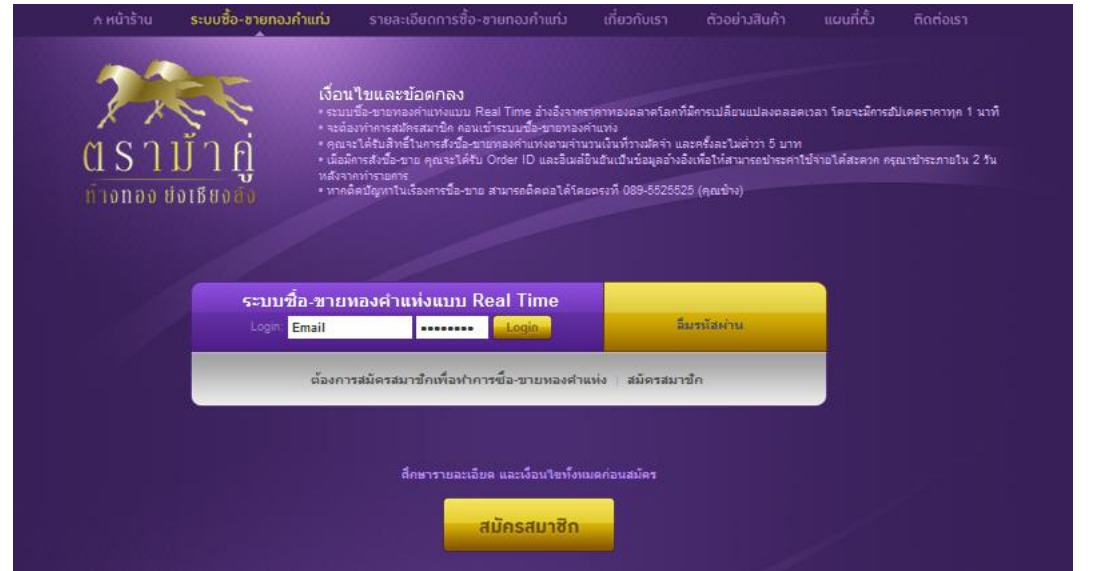 หน้าร้าน ระบบซื้อ-ขายทองคำแท่ง รายละเอียดการซื้อ-ขายทองคำแท่ง เกี่ยวกับเรา ตัวอย่างสินค้า แผนที่ตั้ง ติดต่อเรา
ตราม้าคู่
ห้างทอง ย่งเชียงฮั้ง
เงื่อนไขและข้อตกลง
• ระบบซื้อ-ขายทองคำแท่งแบบ Real Time อ้างอิงจากราคาทองตลาดโลกที่มีการเปลี่ยนแปลงตลอดเวลา โดยจะมีการอัปเดตราคาทุก 1 นาที
• จะต้องทำการสมัครสมาชิก ก่อนเข้าระบบซื้อ-ขายทองคำแท่ง
• คุณจะได้รับสิทธิ์ในการสั่งซื้อ-ขายทองคำแท่งตามจำนวนเงินที่วางมัดจำ และครั้งละไม่ต่ำว่า 5 บาท
• เมื่อมีการสั่งซื้อ-ขาย คุณจะได้รับ Order ID และอีเมล์ยืนยันเป็นข้อมูลอ้างอิงเพื่อให้สามารถชำระค่าใช้จ่ายได้สะดวก กรุณาชำระภายใน 2 วัน
หลังจากทำรายการ
• หากติดปัญหาในเรื่องการซื้อ-ขาย สามารถติดต่อได้โดยตรงที่ 089-5525525 (คุณช้าง)
ระบบซื้อ-ขายทองคำแท่งแบบ Real Time
Login: Email •••••••• Login
ลืมรหัสผ่าน
ต้องการสมัครสมาชิกเพื่อทำการซื้อ-ขายทองคำแท่ง | สมัครสมาชิก
ศึกษารายละเอียด และเงื่อนไขทั้งหมดก่อนสมัคร
สมัครสมาชิก